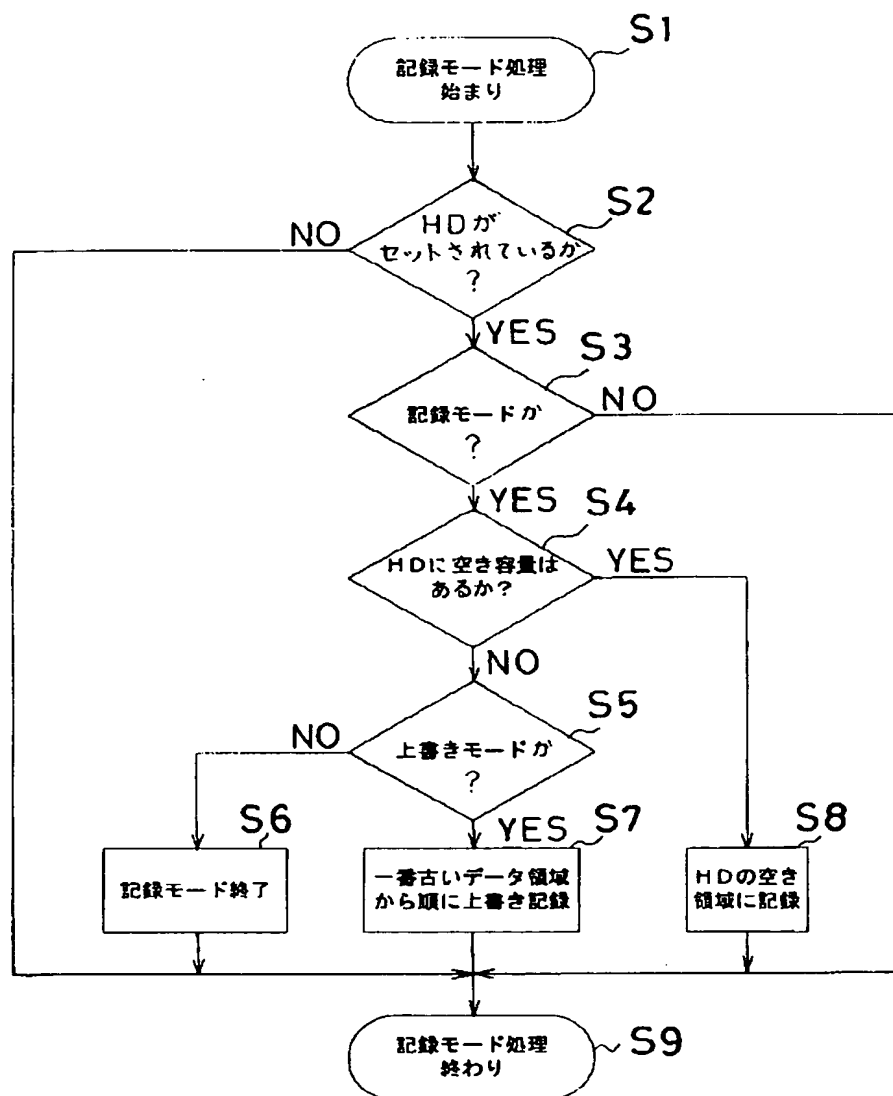 S1
記録モード処理
始まり
S2
HDが
セットされているか
?
NO
YES
S3
記録モードか
?
NO
YES
S4
HDに空き容量は
あるか?
YES
NO
S5
上書きモードか
?
NO
YES
S6
記録モード終了
S7
一番古いデータ領域
から順に上書き記録
S8
HDの空き
領域に記録
S9
記録モード処理
終わり